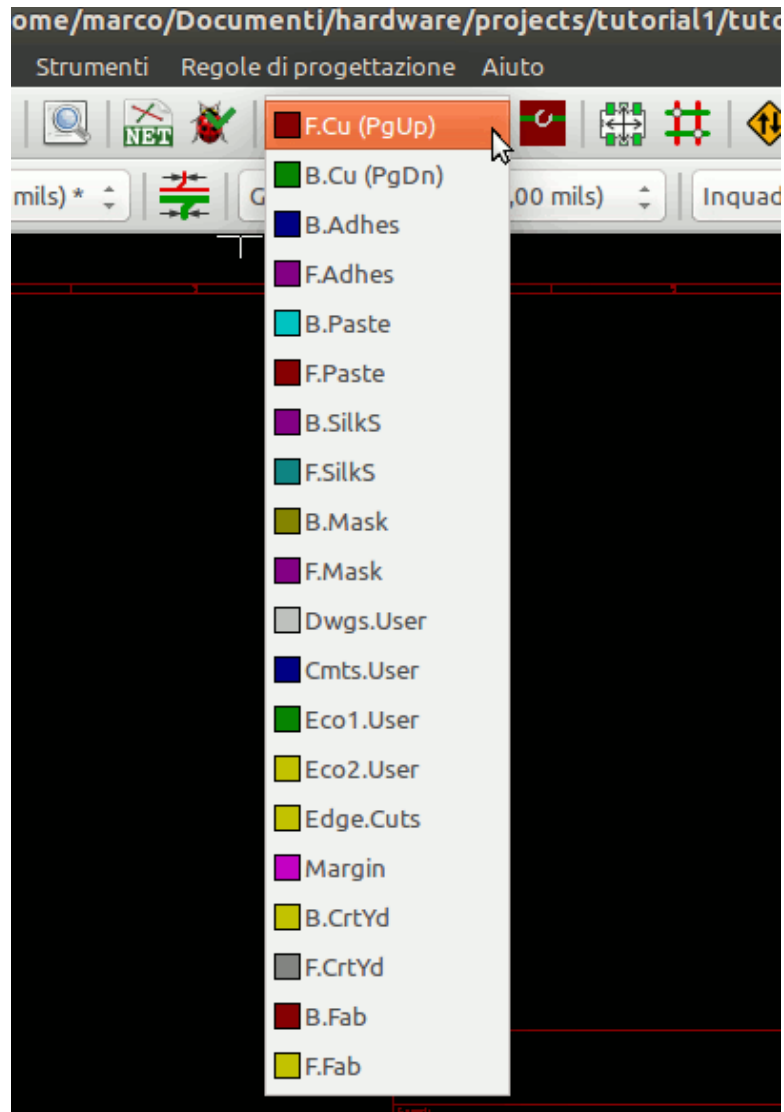 ome/marco/Documenti/hardware/projects/tutorial1/tuto
Strumenti Regole di progettazione Aiuto
NET
F.Cu (PgUp)
B.Cu (PgDn)
mils) * G ,00 mils) Inquad
B.Adhes
F.Adhes
B.Paste
F.Paste
B.SilkS
F.SilkS
B.Mask
F.Mask
Dwgs.User
Cmts.User
Eco1.User
Eco2.User
Edge.Cuts
Margin
B.CrtYd
F.CrtYd
B.Fab
F.Fab